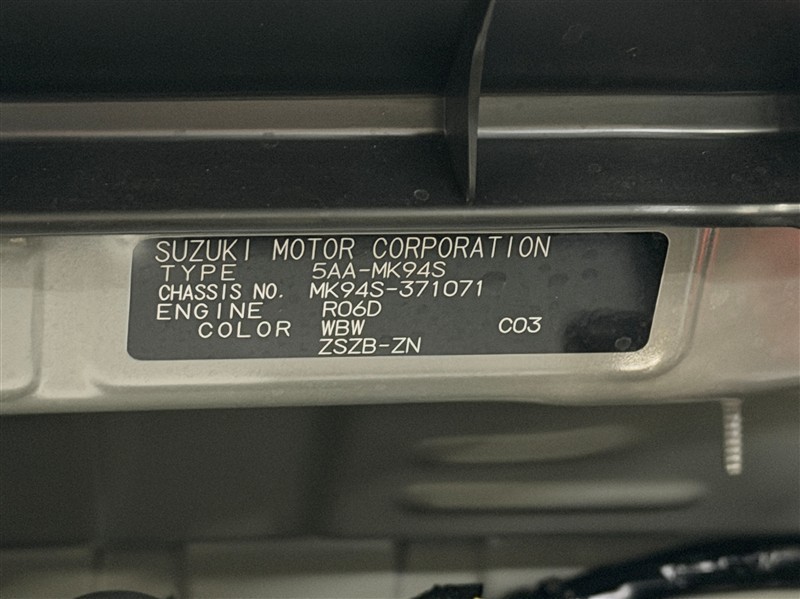 SUZUKI MOTOR CORPORATION
TYPE 5AA-MK94S
CHASSIS NO. MK94S-371071
ENGINE R06D
COLOR WBW C03
ZSZB-ZN